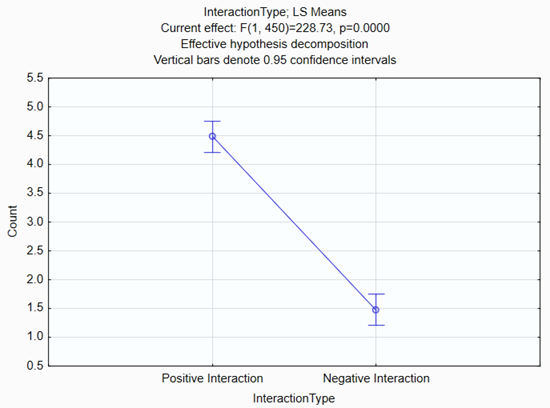 InteractionType; LS Means
Current effect: F(1, 450)=228.73, p=0.0000
Effective hypothesis decomposition
Vertical bars denote 0.95 confidence intervals
5.5
5.0
4.5
4.0
3.5
3.0
2.5
2.0
1.5
1.0
0.5
Count
Positive Interaction Negative Interaction
InteractionType